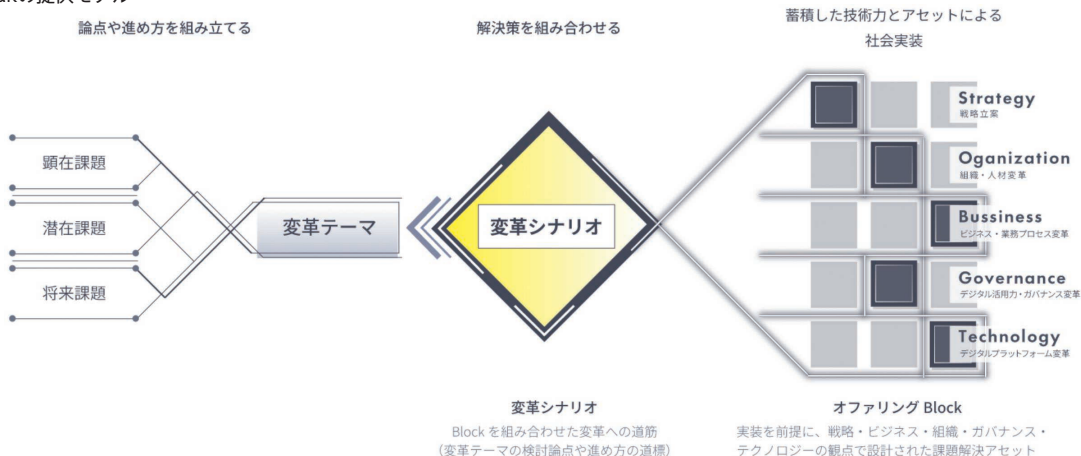 の提供モデル
論点や進め方を組み立てる
解決策を組み合わせる
蓄積した技術力とアセットによる
社会実装
顕在課題
潜在課題
将来課題
変革テーマ
変革シナリオ
Strategy
戦略立案
Oganization
組織・人材変革
Bussiness
ビジネス・業務プロセス変革
Governance
デジタル活用力・ガバナンス変革
Technology
デジタルプラットフォーム変革
変革シナリオ
Block を組み合わせた変革への道筋
（変革テーマの検討論点や進め方の道標）
オファリング Block
実装を前提に、戦略・ビジネス・組織・ガバナンス・
テクノロジーの観点で設計された課題解決アセット